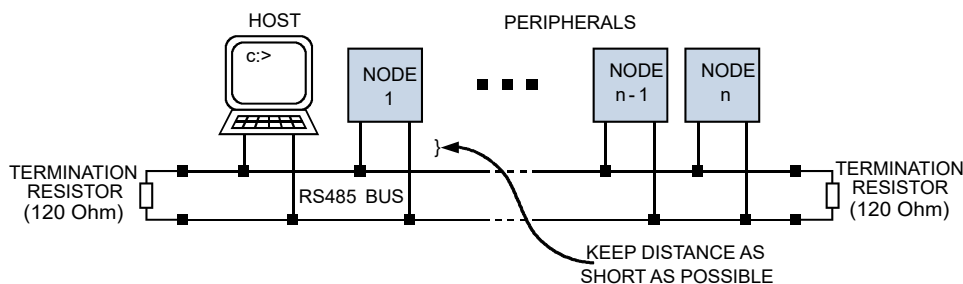 HOST
PERIPHERALS
c:>
NODE
1
NODE
n-1
NODE
n
}
TERMINATION
RESISTOR
(120 Ohm)
RS485 BUS
TERMINATION
RESISTOR
(120 Ohm)
KEEP DISTANCE AS
SHORT AS POSSIBLE